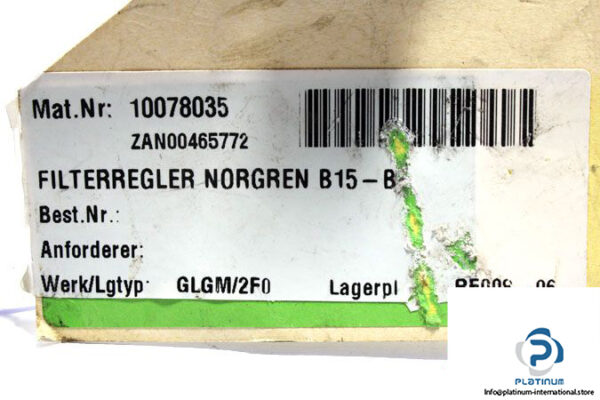 Mat.Nr: 10078035
ZAN00465772
FILTERREGLER NORGREN B15-B
Best.Nr.:
Anforderer:
Werk/Lgtyp: GLGM/2F0 Lagerpl
PLATINUM
Info@platinum-international.store